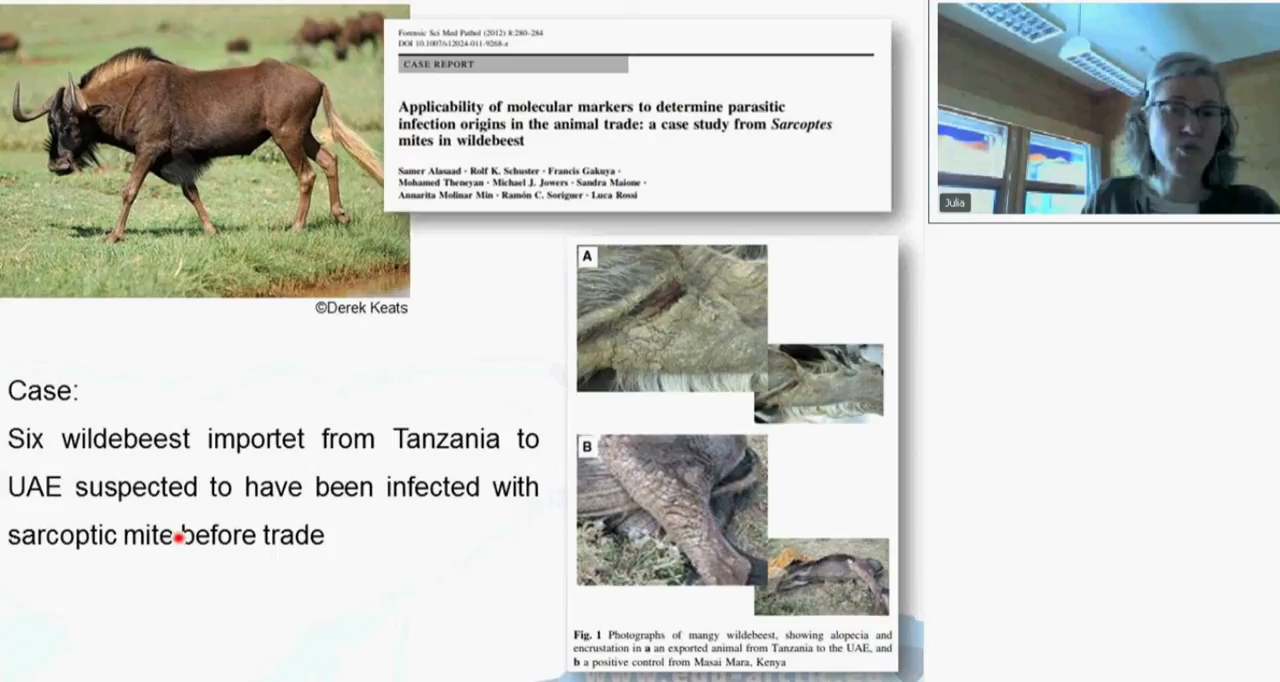 Forensic Sci Med Pathol (2012) 8:280–284
DOI 10.1007/s12024-011-9268-z
CASE REPORT
Applicability of molecular markers to determine parasitic
infection origins in the animal trade: a case study from Sarcoptes
mites in wildebeest
Samer Alasaad · Rolf K. Schuster · Francis Gakuya ·
Mohamed Theneyan · Michael J. Jowers · Sandra Maione ·
Annarita Molinar Min · Ramón C. Soriguer · Luca Rossi
Julia
©Derek Keats
A
B
Case:
Six wildebeest importet from Tanzania to
UAE suspected to have been infected with
sarcoptic mite before trade
Fig. 1 Photographs of mangy wildebeest, showing alopecia and
encrustation in a an exported animal from Tanzania to the UAE, and
b a positive control from Masai Mara, Kenya
www.edu-arctic.eu